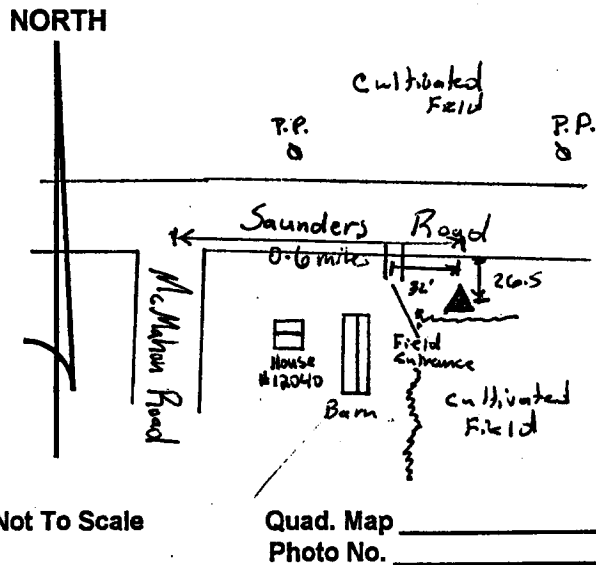 NORTH
Cultivated
Field
P.P.
P.P.
Saunders Road
0.6 miles
32'
26.5
McMahon Road
House
#12040
Barn
Field
Entrance
Cultivated
Field
Not To Scale
Quad. Map
Photo No.